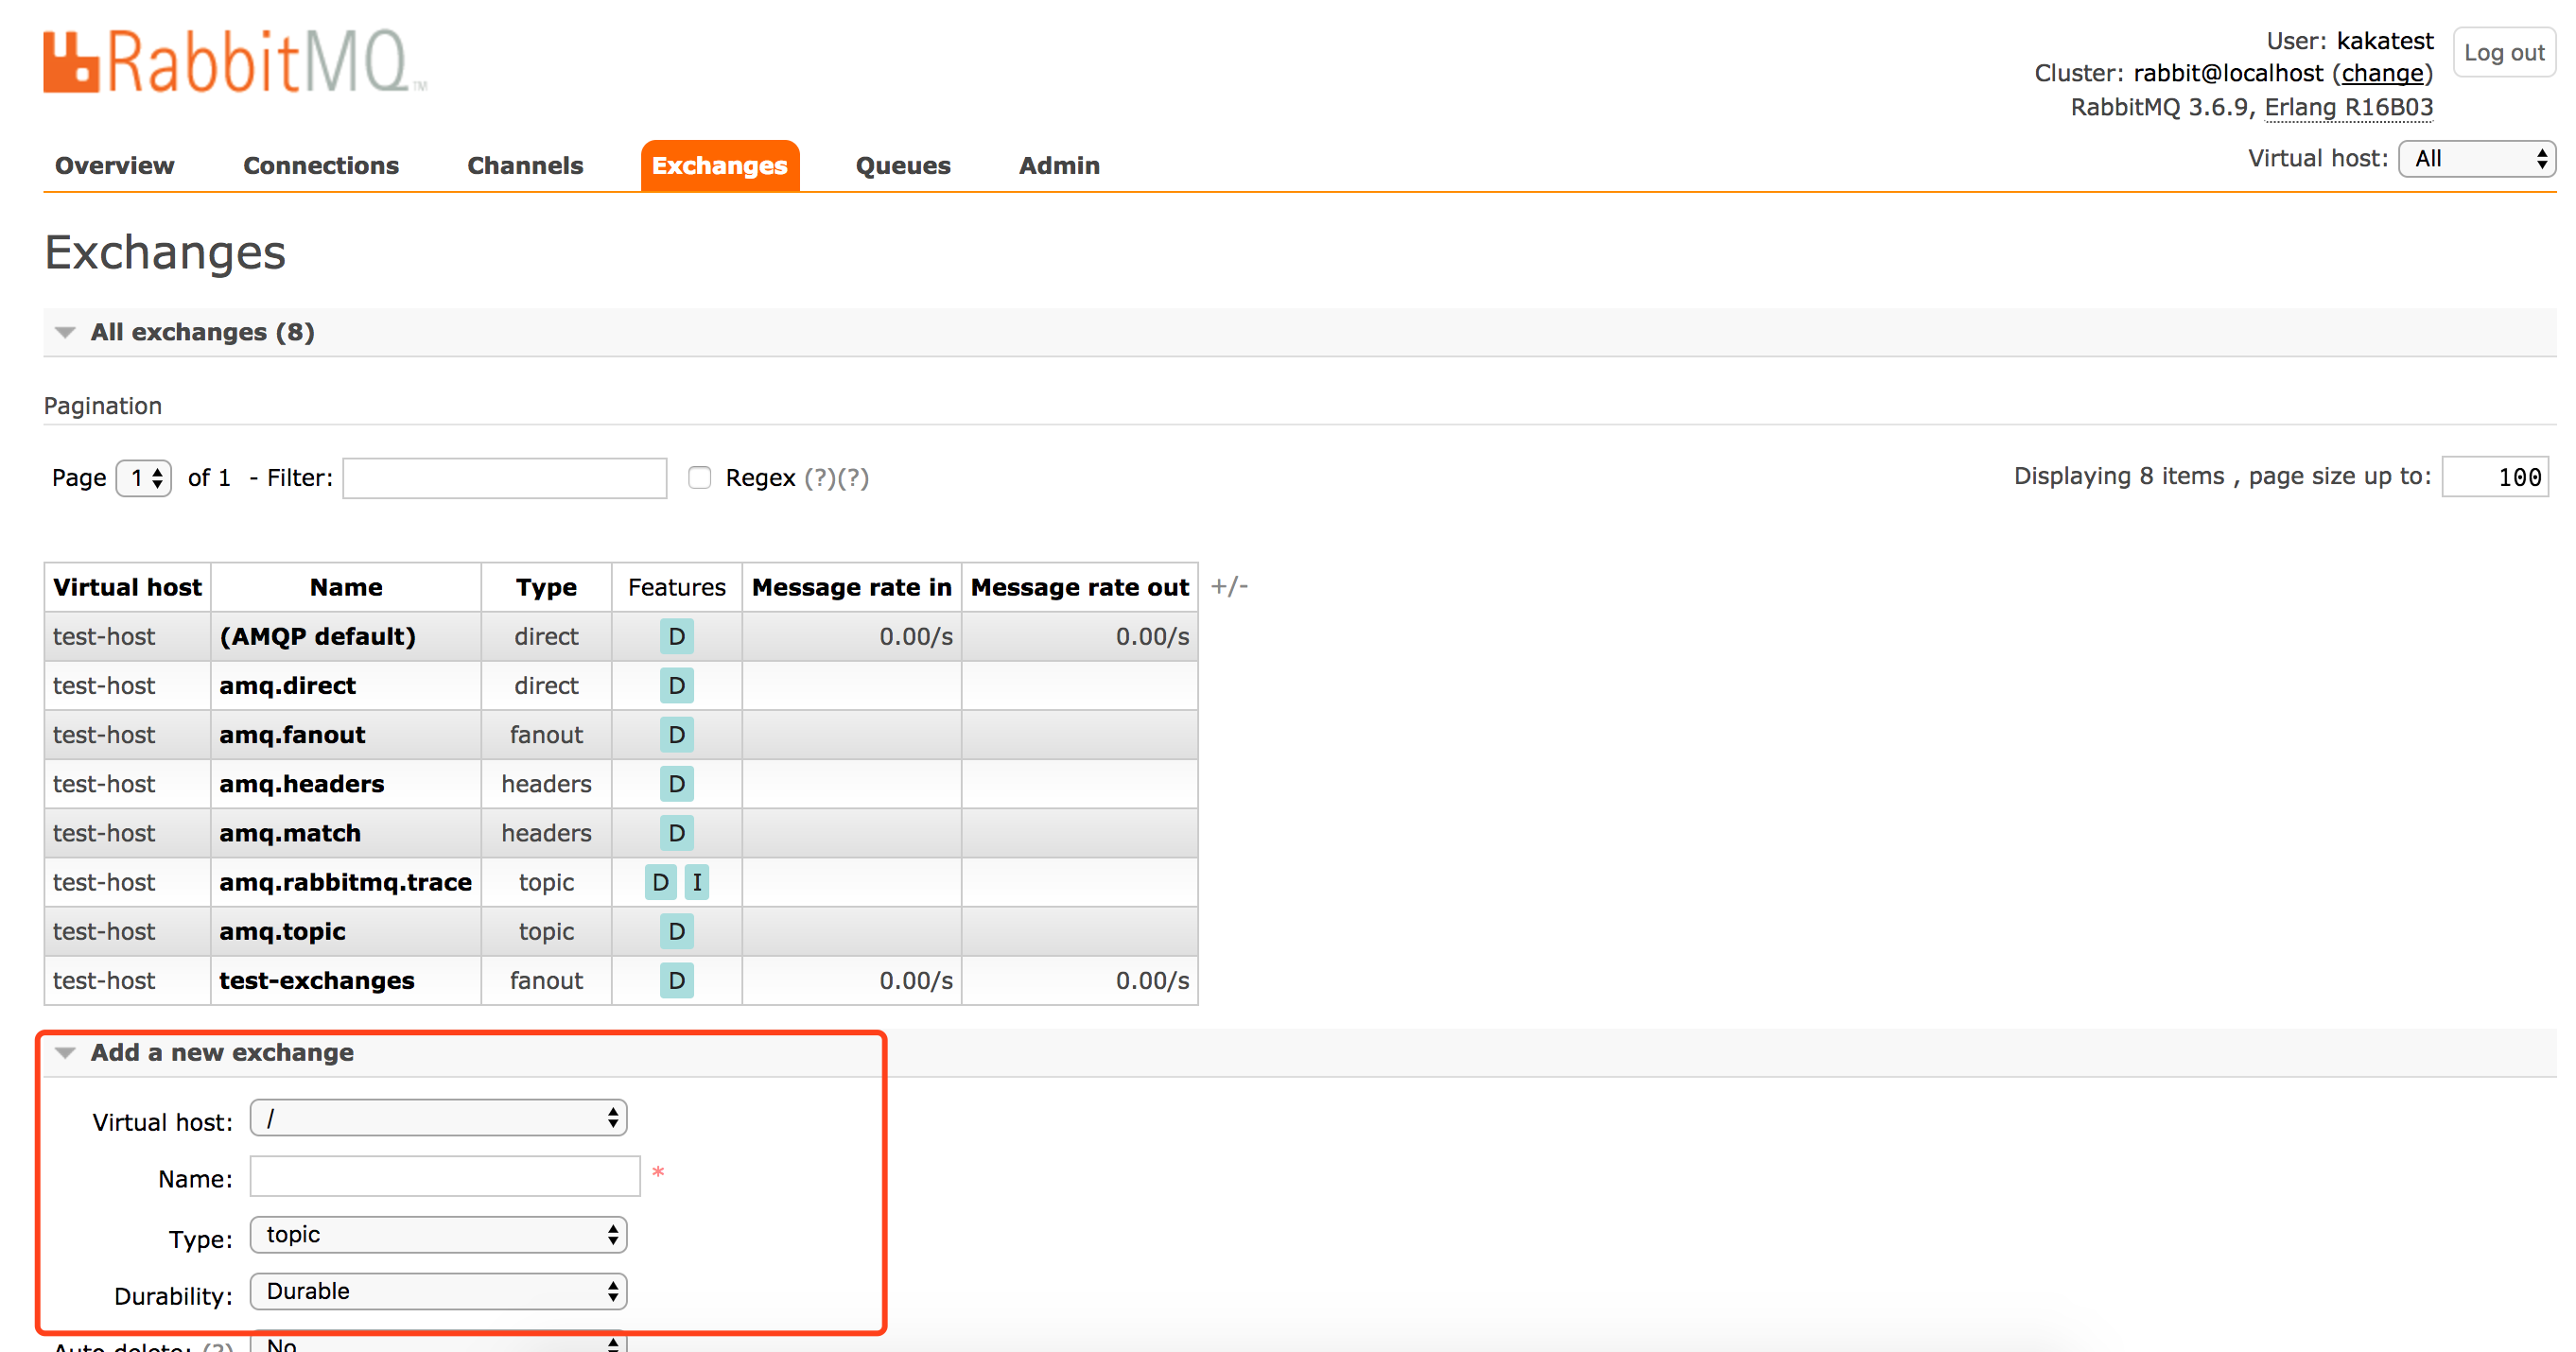 RabbitMQ™
User: kakatest
Log out
Cluster: rabbit@localhost (change)
RabbitMQ 3.6.9, Erlang R16B03
Overview Connections Channels Exchanges Queues Admin
Virtual host: All
Exchanges
All exchanges (8)
Pagination
Page 1 of 1 - Filter: Regex (?)(?)
Displaying 8 items , page size up to: 100
Virtual host Name Type Features Message rate in Message rate out +/-
test-host (AMQP default) direct D 0.00/s 0.00/s
test-host amq.direct direct D
test-host amq.fanout fanout D
test-host amq.headers headers D
test-host amq.match headers D
test-host amq.rabbitmq.trace topic D I
test-host amq.topic topic D
test-host test-exchanges fanout D 0.00/s 0.00/s
Add a new exchange
Virtual host: /
Name: *
Type: topic
Durability: Durable
Auto delete: (?) No